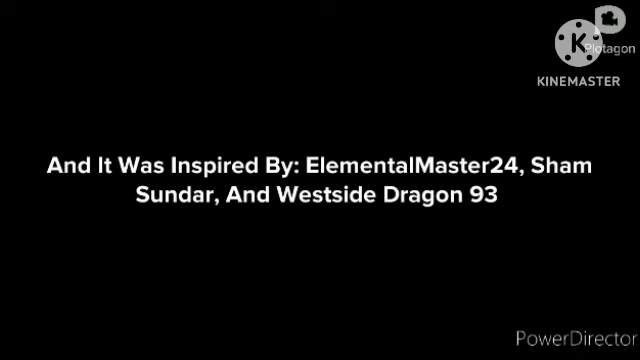 Plotagon
K
KINEMASTER
And It Was Inspired By: ElementalMaster24, Sham
Sundar, And Westside Dragon 93
PowerDirector